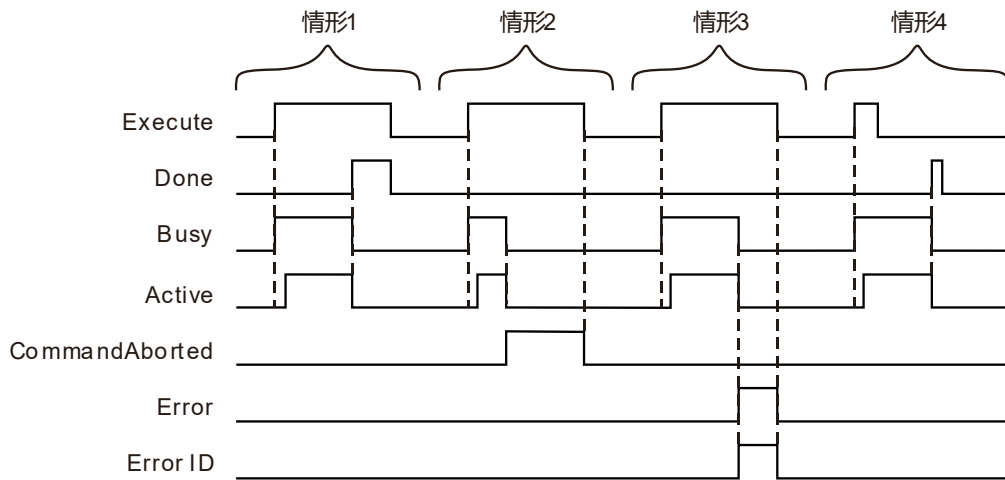 情形1 情形2 情形3 情形4
Execute
Done
Busy
Active
CommandAborted
Error
Error ID